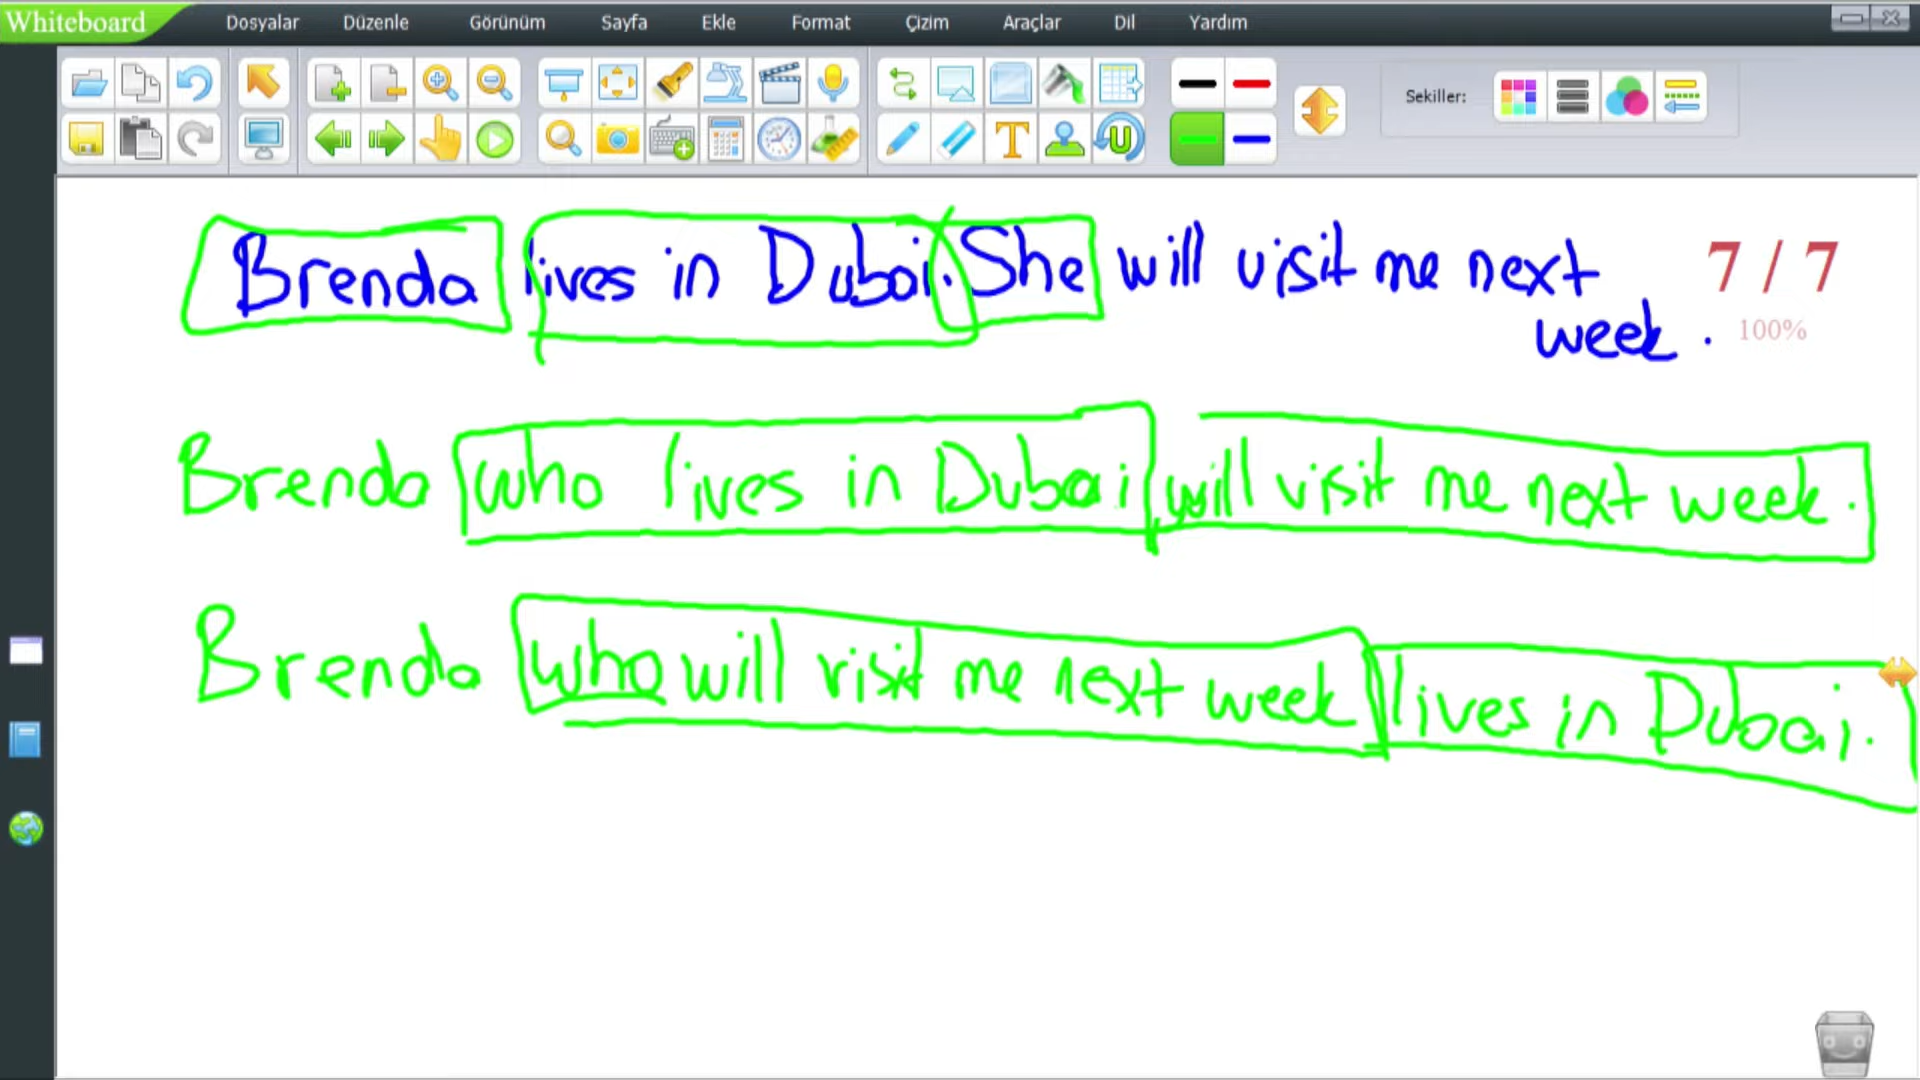 Whiteboard Dosyalar Düzenle Görünüm Sayfa Ekle Format Çizim Araçlar Dil Yardım
Sekiller:
Brenda lives in Dubai. She will visit me next
week.
7 / 7
100%
Brenda who lives in Dubai will visit me next week.
Brenda who will visit me next week lives in Dubai.